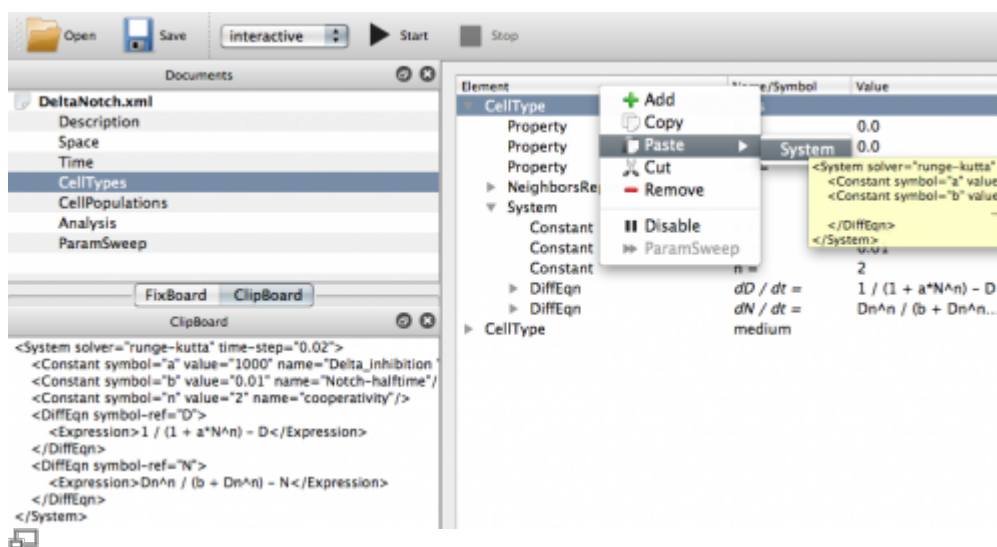 Open Save interactive Start Stop
Documents
DeltaNotch.xml
Description
Space
Time
CellTypes
CellPopulations
Analysis
ParamSweep
FixBoard ClipBoard
ClipBoard
<System solver="runge-kutta" time-step="0.02">
<Constant symbol="a" value="1000" name="Delta_inhibition"
<Constant symbol="b" value="0.01" name="Notch-halftime"/
<Constant symbol="n" value="2" name="cooperativity"/>
<DiffEqn symbol-ref="D">
<Expression>1 / (1 + a*N^n) - D</Expression>
</DiffEqn>
<DiffEqn symbol-ref="N">
<Expression>Dn^n / (b + Dn^n) - N</Expression>
</DiffEqn>
</System>
Element Name/Symbol Value
CellType
Property 0.0
Property 0.0
Property
NeighborsRe
System
Constant
Constant 0.01
Constant n = 2
DiffEqn dD / dt = 1 / (1 + a*N^n) - D
DiffEqn dN / dt = Dn^n / (b + Dn^n...
CellType medium
Add
Copy
Paste
Cut
Remove
Disable
ParamSweep
System
<System solver="runge-kutta"
<Constant symbol="a" value
<Constant symbol="b" value
...
</DiffEqn>
</System>